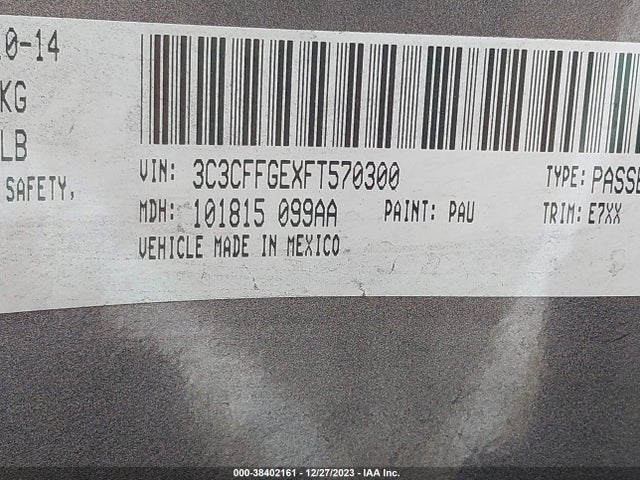 0-14
KG
LB
SAFETY,
VIN: 3C3CFFGEXFT570300 TYPE: PASSE
MDH: 101815 099AA PAINT: PAU TRIM: E7XX
VEHICLE MADE IN MEXICO
000-38402161 - 12/27/2023 - IAA Inc.